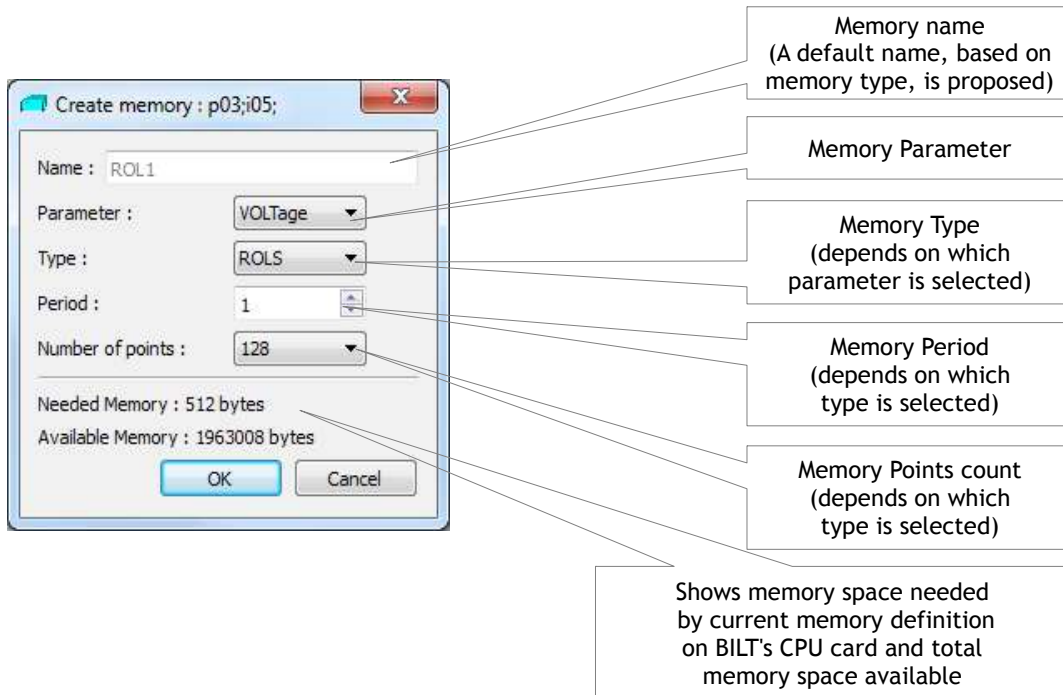 Create memory : p03;i05;
Name : ROL1
Parameter : VOLTage
Type : ROLS
Period : 1
Number of points : 128
Needed Memory : 512 bytes
Available Memory : 1963008 bytes
OK Cancel
Memory name
(A default name, based on
memory type, is proposed)
Memory Parameter
Memory Type
(depends on which
parameter is selected)
Memory Period
(depends on which
type is selected)
Memory Points count
(depends on which
type is selected)
Shows memory space needed
by current memory definition
on BILT's CPU card and total
memory space available